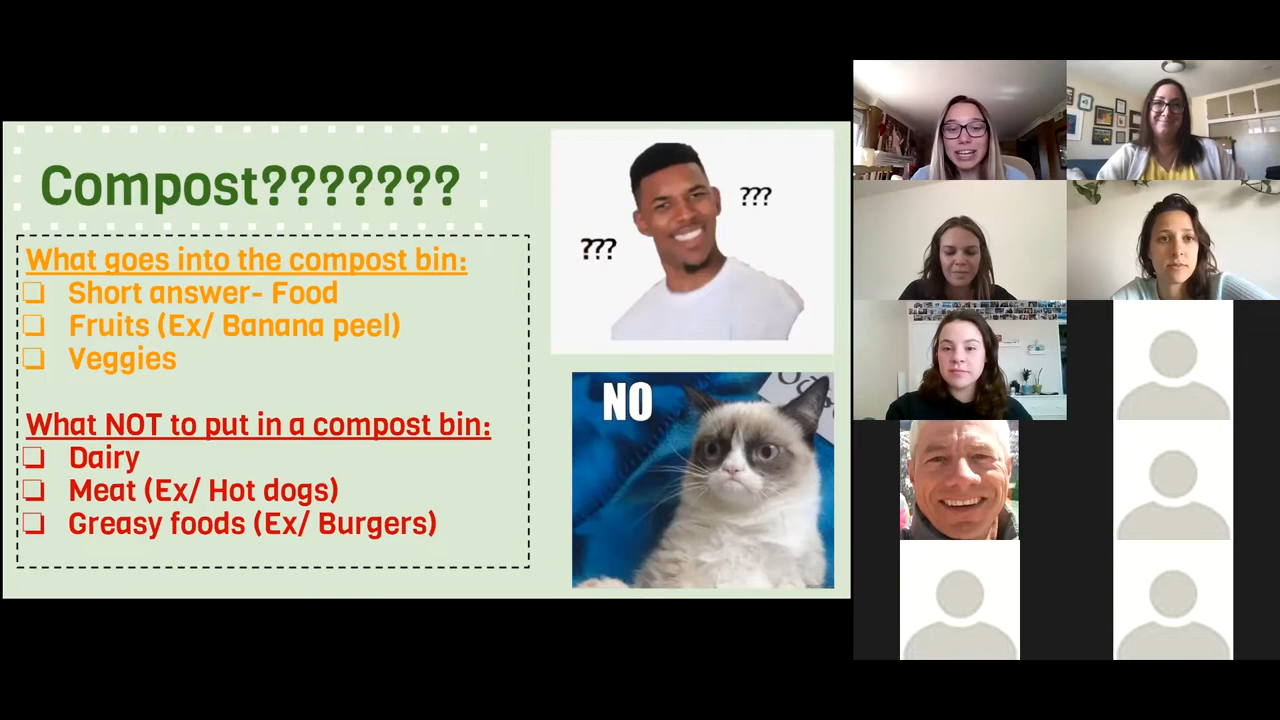 Compost???????
What goes into the compost bin:
Short answer- Food
Fruits (Ex/ Banana peel)
Veggies
What NOT to put in a compost bin:
Dairy
Meat (Ex/ Hot dogs)
Greasy foods (Ex/ Burgers)
???
???
NO